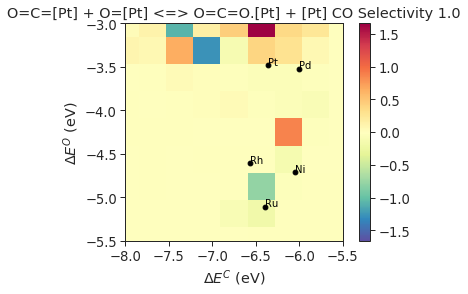 O=C=[Pt] + O=[Pt] <=> O=C=O.[Pt] + [Pt] CO Selectivity 1.0
−3.0
−3.5
−4.0
−4.5
−5.0
−5.5
ΔE^O (eV)
−8.0 −7.5 −7.0 −6.5 −6.0 −5.5
ΔE^C (eV)
Pt
Pd
Rh
Ni
Ru
1.5
1.0
0.5
0.0
−0.5
−1.0
−1.5